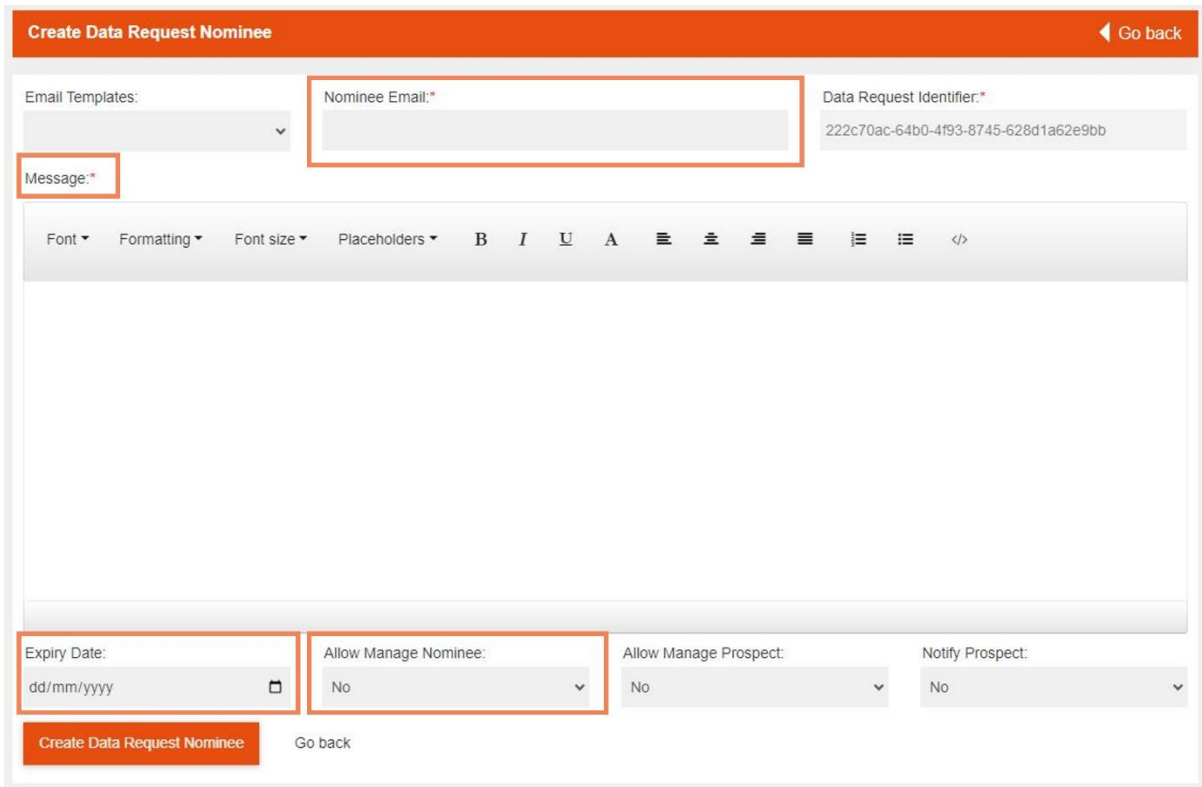 Create Data Request Nominee
Go back
Email Templates:
Nominee Email:*
Data Request Identifier:*
222c70ac-64b0-4f93-8745-628d1a62e9bb
Message:*
Font Formatting Font size Placeholders B I U A </>
Expiry Date:
Allow Manage Nominee:
Allow Manage Prospect:
Notify Prospect:
dd/mm/yyyy
No
No
No
Create Data Request Nominee
Go back